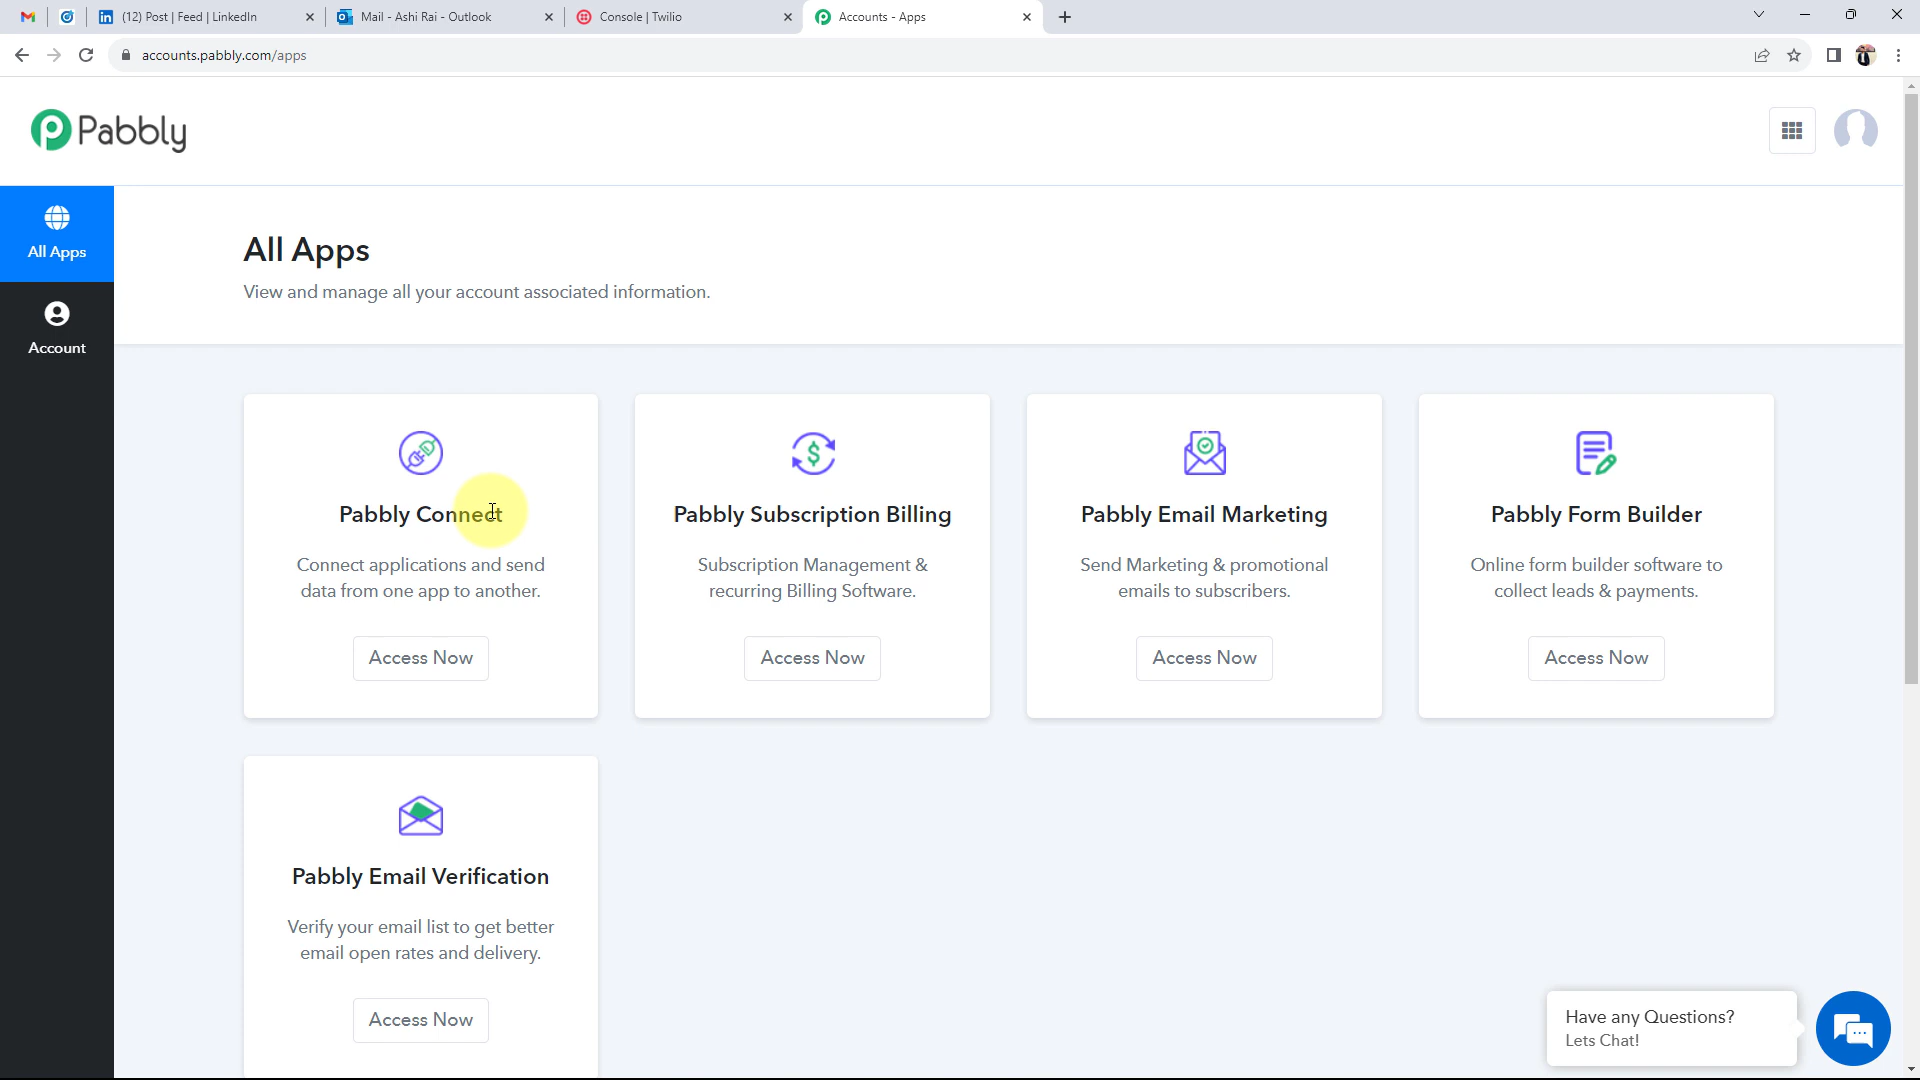 (12) Post | Feed | LinkedIn
Mail - Ashi Rai - Outlook
Console | Twilio
Accounts - Apps
accounts.pabbly.com/apps
Pabbly
All Apps
Account
All Apps
View and manage all your account associated information.
Pabbly Connect
Connect applications and send
data from one app to another.
Access Now
Pabbly Subscription Billing
Subscription Management &
recurring Billing Software.
Access Now
Pabbly Email Marketing
Send Marketing & promotional
emails to subscribers.
Access Now
Pabbly Form Builder
Online form builder software to
collect leads & payments.
Access Now
Pabbly Email Verification
Verify your email list to get better
email open rates and delivery.
Access Now
Have any Questions?
Lets Chat!